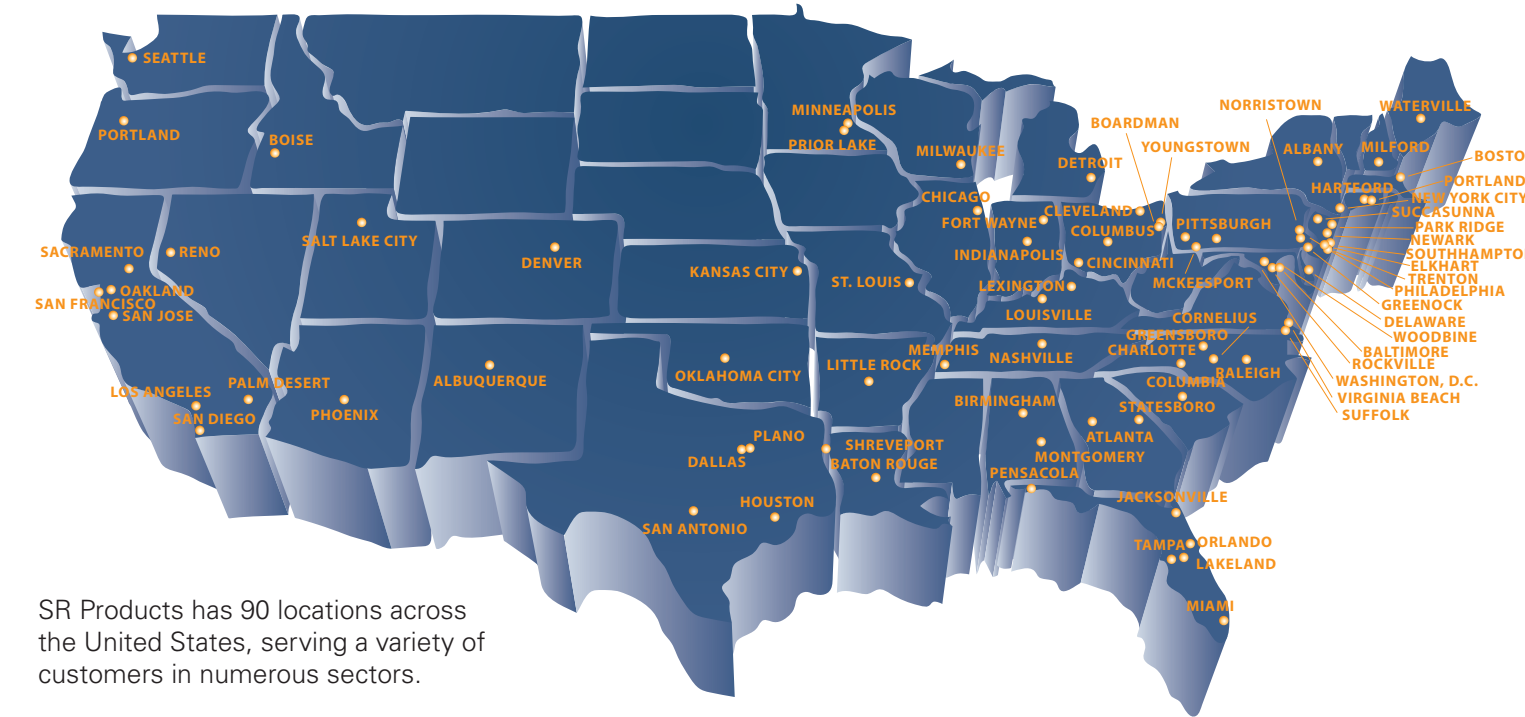 SEATTLE
PORTLAND
BOISE
SACRAMENTO
RENO
OAKLAND
SAN FRANCISCO
SAN JOSE
SALT LAKE CITY
LOS ANGELES
PALM DESERT
SAN DIEGO
PHOENIX
DENVER
ALBUQUERQUE
MINNEAPOLIS
PRIOR LAKE
KANSAS CITY
ST. LOUIS
OKLAHOMA CITY
LITTLE ROCK
PLANO
DALLAS
HOUSTON
SAN ANTONIO
SHREVEPORT
BATON ROUGE
MILWAUKEE
CHICAGO
DETROIT
FORT WAYNE
INDIANAPOLIS
CLEVELAND
COLUMBUS
CINCINNATI
BOARDMAN
YOUNGSTOWN
LEXINGTON
LOUISVILLE
MEMPHIS
NASHVILLE
BIRMINGHAM
MONTGOMERY
PENSACOLA
ATLANTA
STATESBORO
COLUMBIA
CHARLOTTE
GREENSBORO
CORNELIUS
RALEIGH
JACKSONVILLE
TAMPA
ORLANDO
LAKELAND
MIAMI
PITTSBURGH
MCKEESPORT
NORRISTOWN
ALBANY
MILFORD
WATERVILLE
HARTFORD
BOSTO
PORTLAND
NEW YORK CITY
SUCCASUNNA
PARK RIDGE
NEWARK
SOUTHHAMPTO
ELKHART
TRENTON
PHILADELPHIA
GREENOCK
DELAWARE
WOODBINE
BALTIMORE
ROCKVILLE
WASHINGTON, D.C.
VIRGINIA BEACH
SUFFOLK
SR Products has 90 locations across
the United States, serving a variety of
customers in numerous sectors.